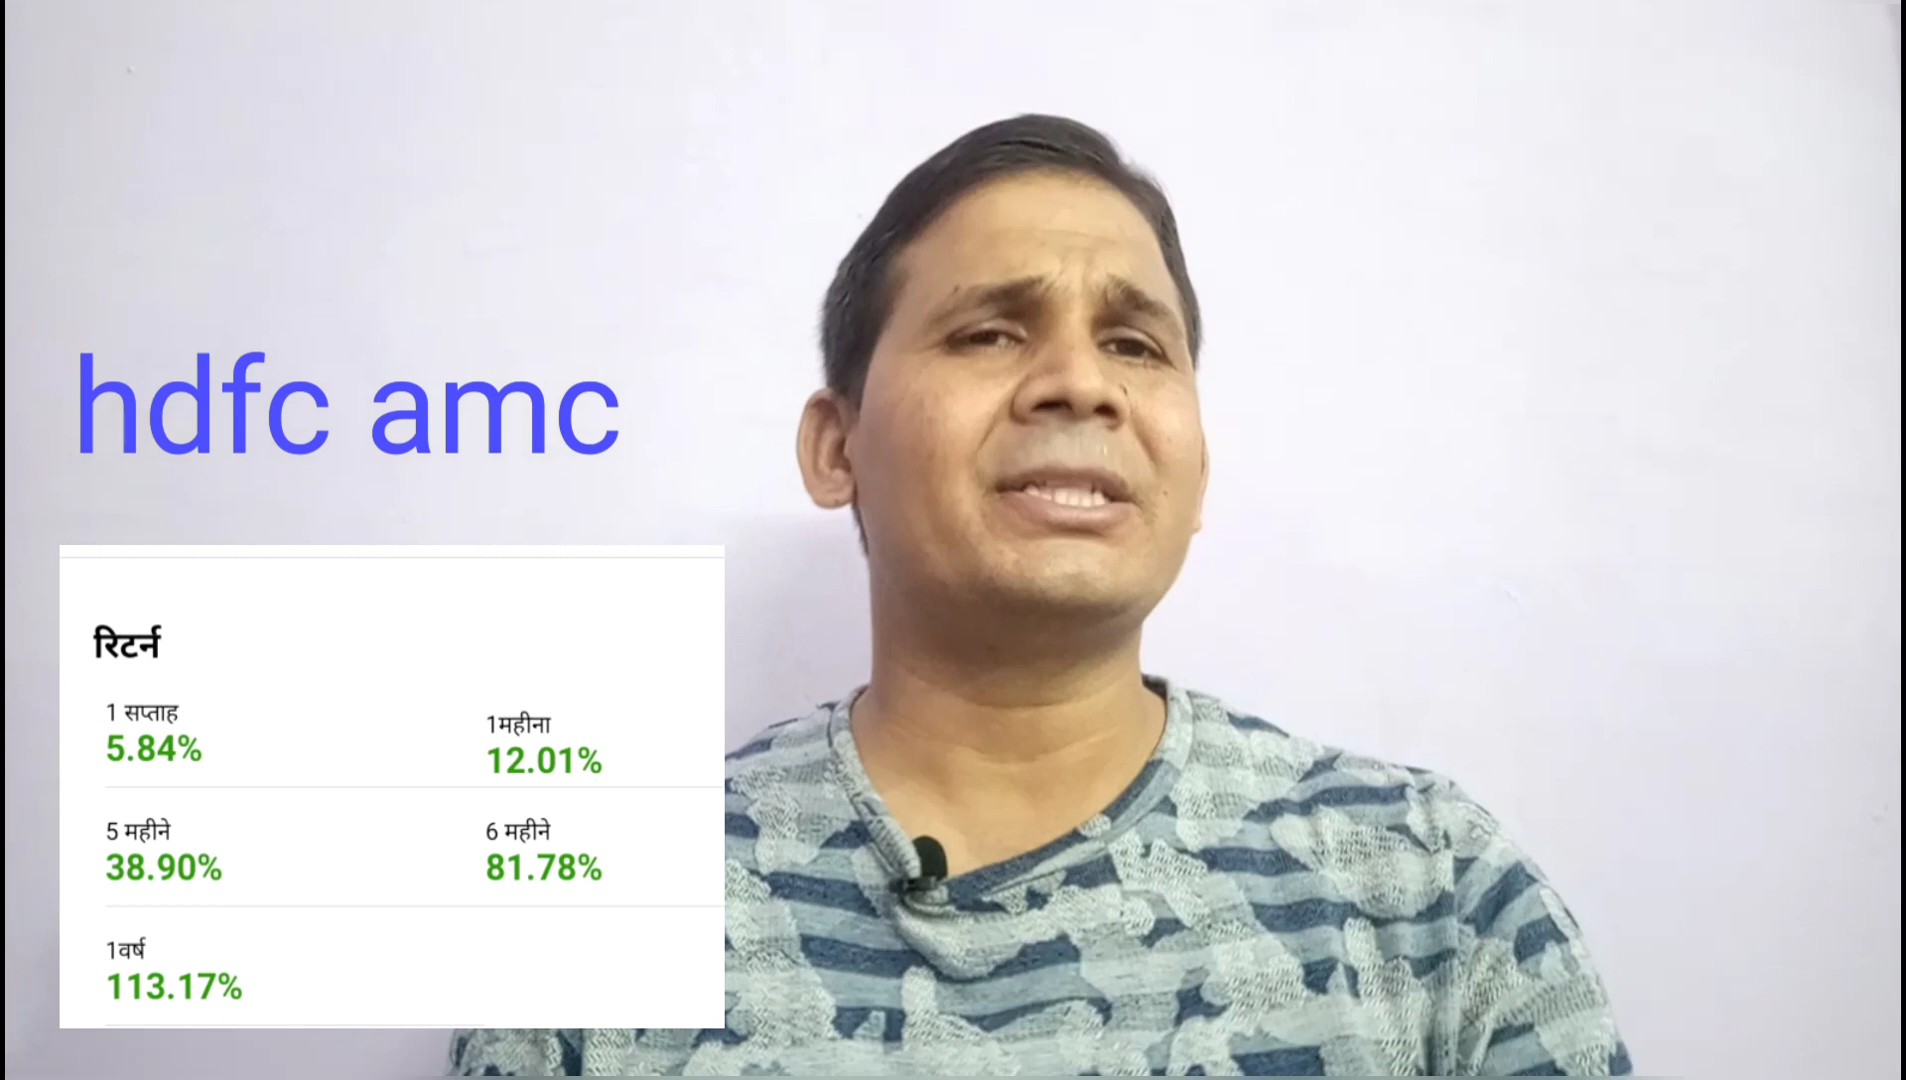 hdfc amc
रिटर्न
1 सप्ताह
5.84%
1महीना
12.01%
5 महीने
38.90%
6 महीने
81.78%
1वर्ष
113.17%